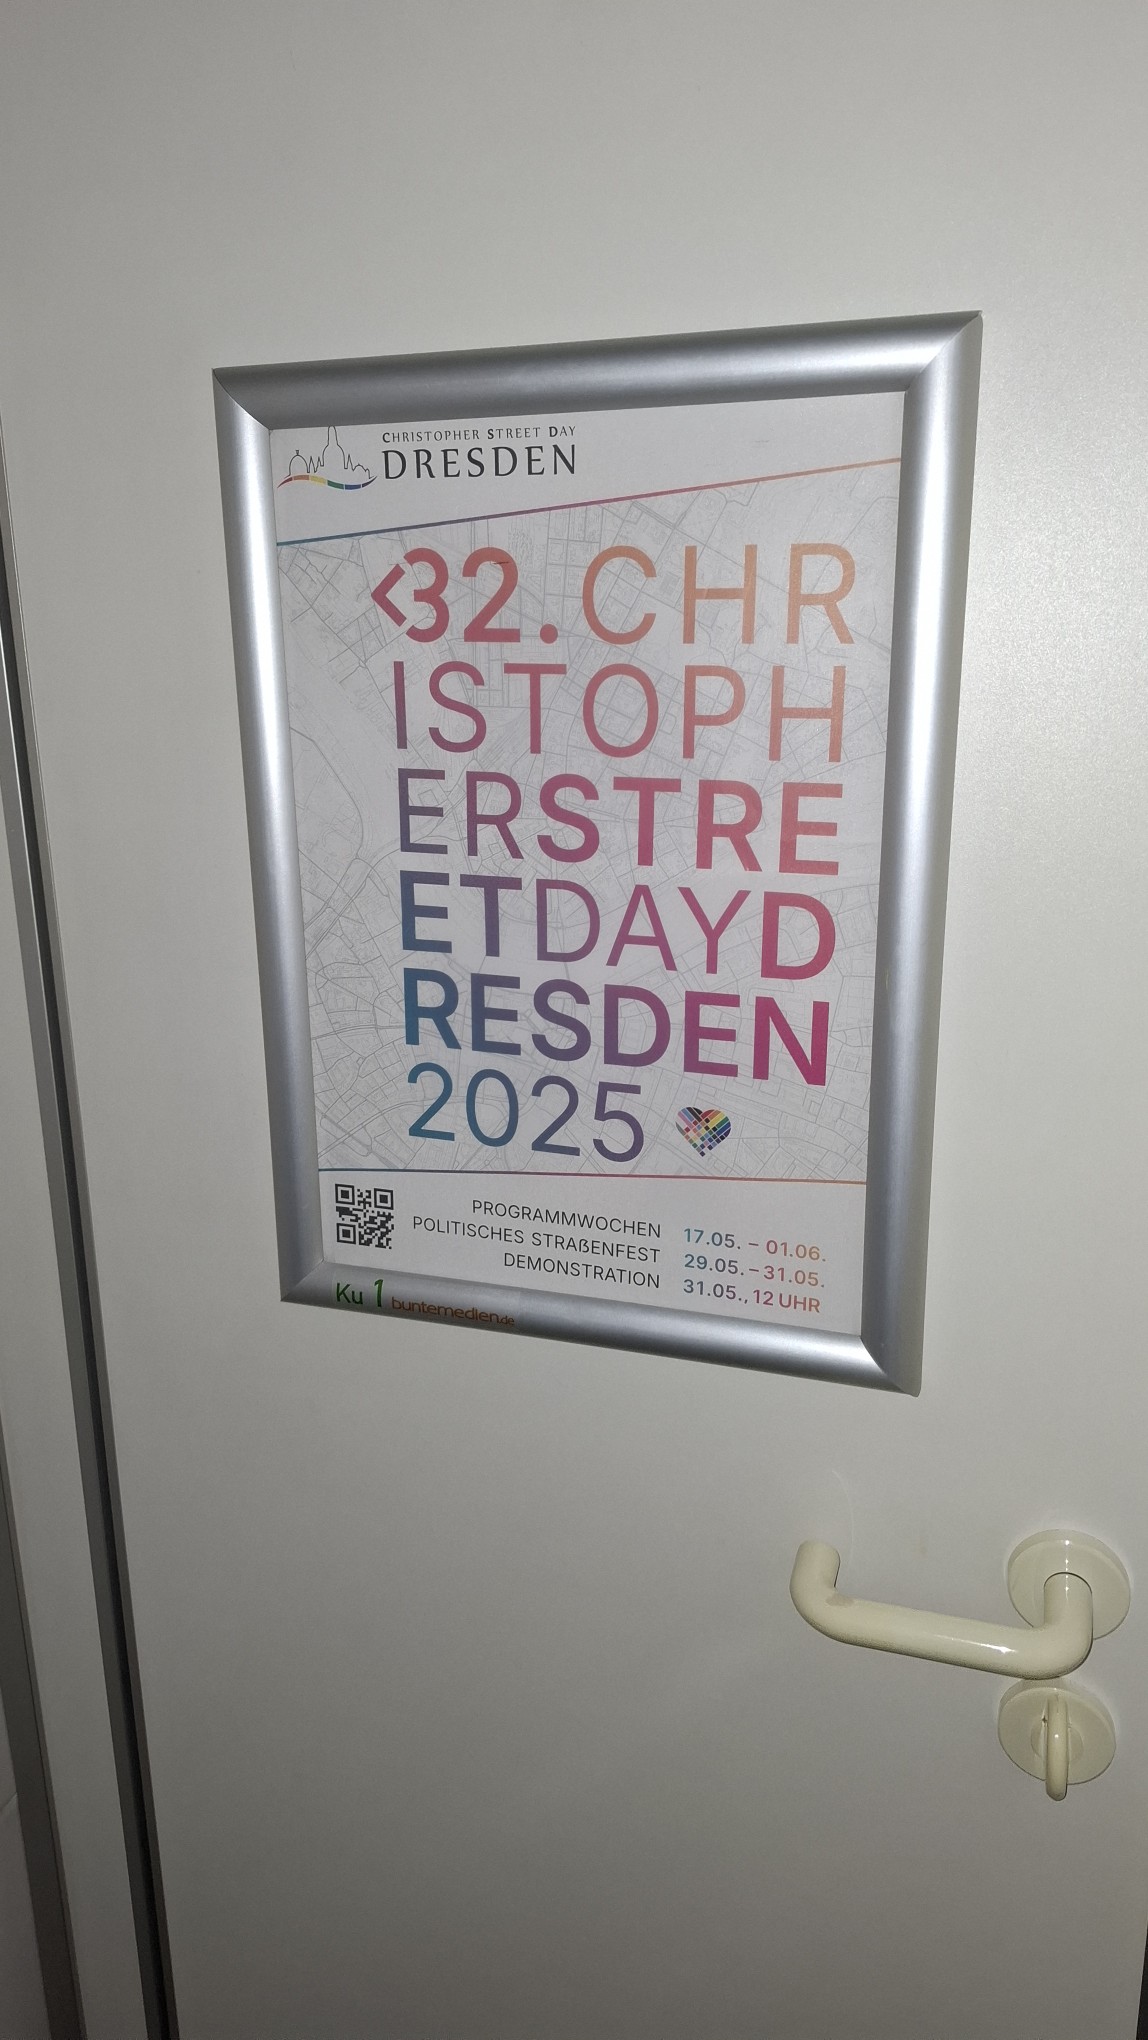 CHRISTOPHER STREET DAY
DRESDEN
<32. CHR
ISTOPH
ERSTRE
ETDAYD
RESDEN
2025
PROGRAMMWOCHEN 17.05. – 01.06.
POLITISCHES STRAßENFEST 29.05. – 31.05.
DEMONSTRATION 31.05., 12 UHR
Ku 1 buntemedien.de